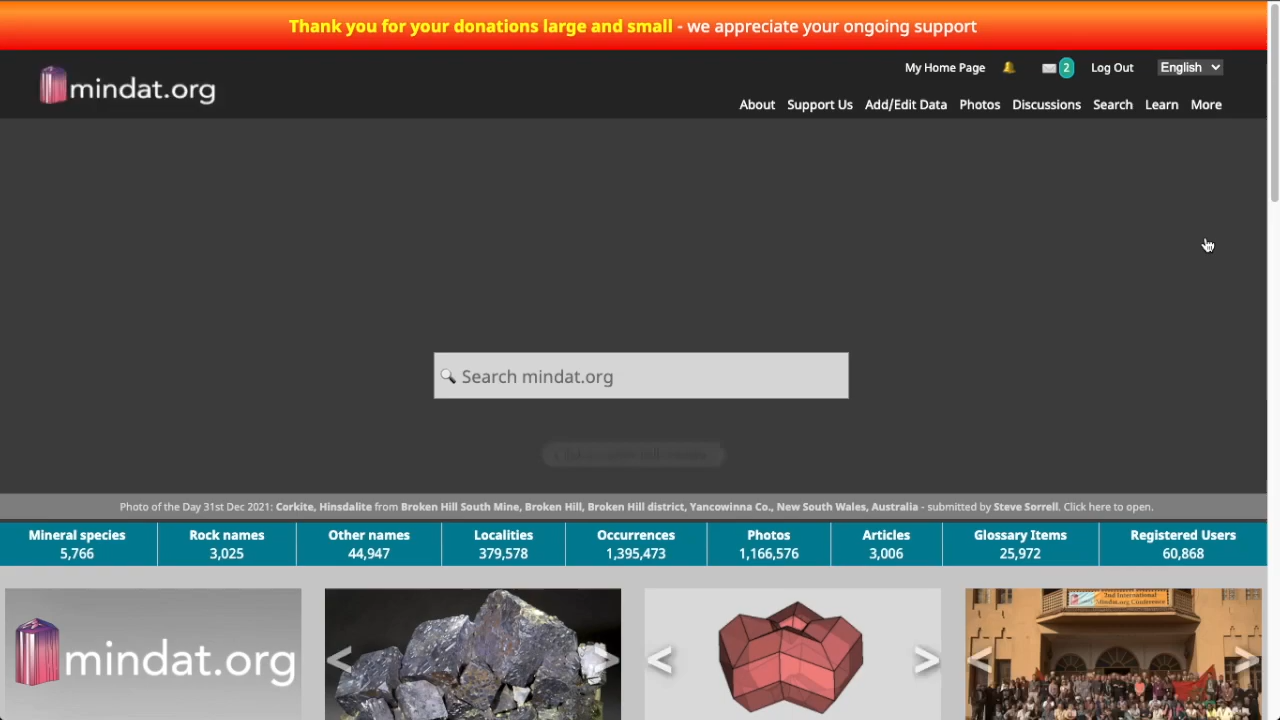 Thank you for your donations large and small - we appreciate your ongoing support
mindat.org
My Home Page 2 Log Out English
About Support Us Add/Edit Data Photos Discussions Search Learn More
Search mindat.org
Photo of the Day 31st Dec 2021: Corkite, Hinsdalite from Broken Hill South Mine, Broken Hill, Broken Hill district, Yancowinna Co., New South Wales, Australia - submitted by Steve Sorrell. Click here to open.
Mineral species Rock names Other names Localities Occurrences Photos Articles Glossary Items Registered Users
5,766 3,025 44,947 379,578 1,395,473 1,166,576 3,006 25,972 60,868
mindat.org
< > < > < >
2nd International
Mindat.org Conference